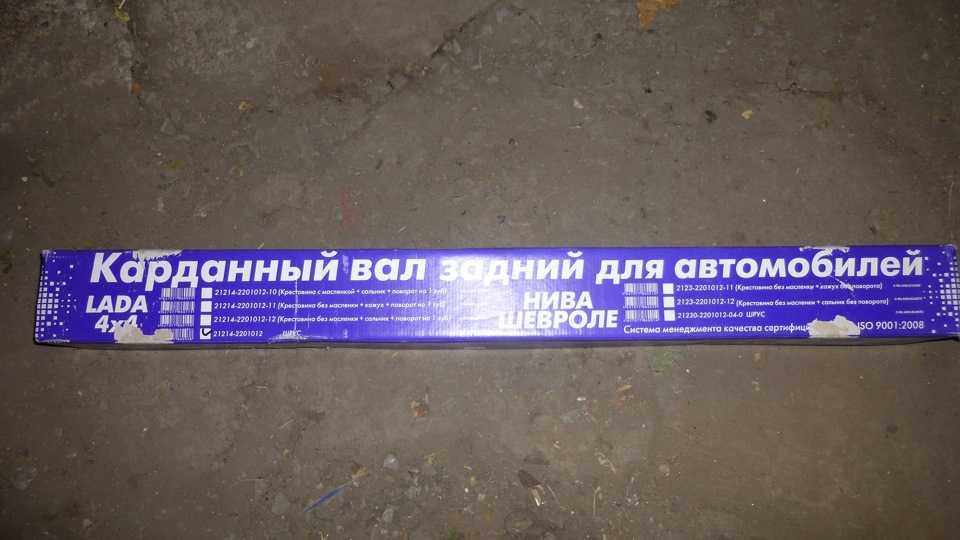 Карданный вал задний для автомобилей
LADA
4x4
21214-2201012-10 (Крестовина с масленкой + сальник + поворот на 1 зуб)
21214-2201012-11 (Крестовина без масленки + кожух + поворот на 1 зуб)
21214-2201012-12 (Крестовина без масленки + сальник + поворот на 1 зуб)
21214-2201012 ШРУС
НИВА
ШЕВРОЛЕ
2123-2201012-11 (Крестовина без масленки + кожух без поворота)
2123-2201012-12 (Крестовина без масленки + сальник без поворота)
21230-2201012-04-0 ШРУС
Система менеджмента качества сертифици ISO 9001:2008